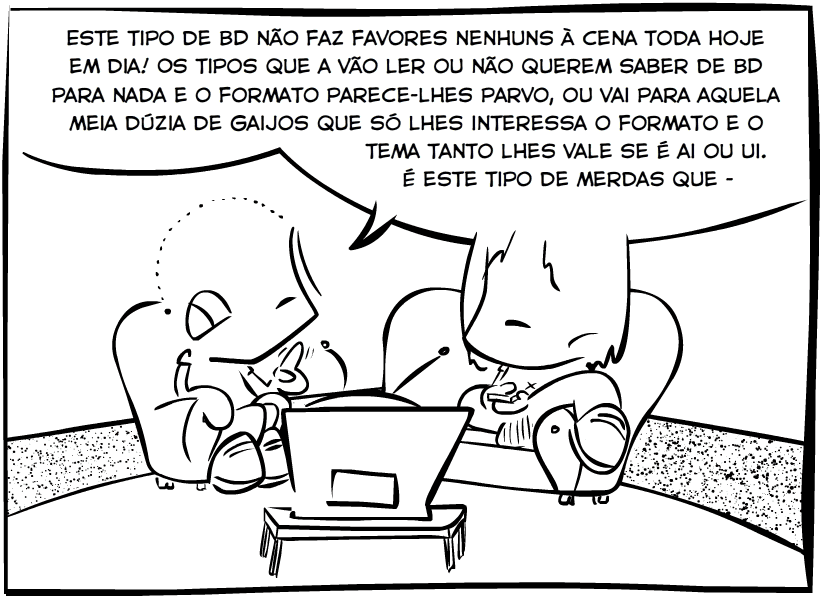 ESTE TIPO DE BD NÃO FAZ FAVORES NENHUNS À CENA TODA HOJE
EM DIA! OS TIPOS QUE A VÃO LER OU NÃO QUEREM SABER DE BD
PARA NADA E O FORMATO PARECE-LHES PARVO, OU VAI PARA AQUELA
MEIA DÚZIA DE GAIJOS QUE SÓ LHES INTERESSA O FORMATO E O
TEMA TANTO LHES VALE SE É AI OU UI.
É ESTE TIPO DE MERDAS QUE -